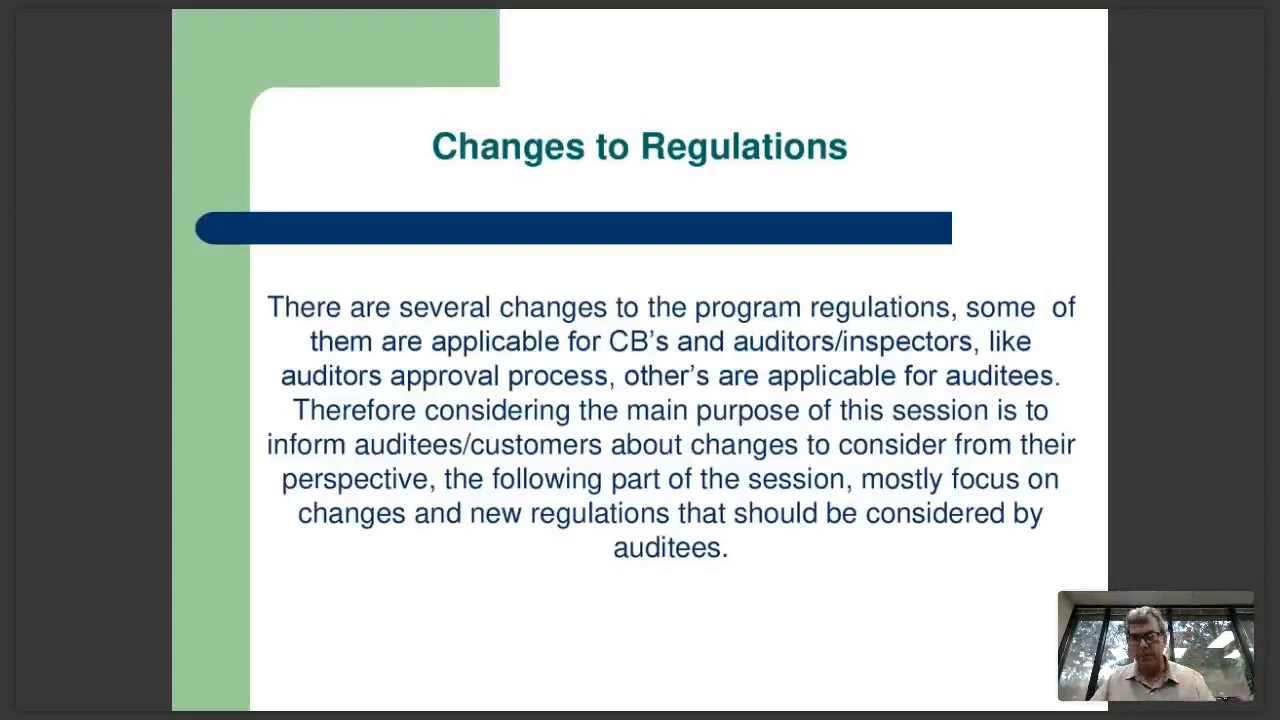 Changes to Regulations
There are several changes to the program regulations, some of
them are applicable for CB's and auditors/inspectors, like
auditors approval process, other's are applicable for auditees.
Therefore considering the main purpose of this session is to
inform auditees/customers about changes to consider from their
perspective, the following part of the session, mostly focus on
changes and new regulations that should be considered by
auditees.